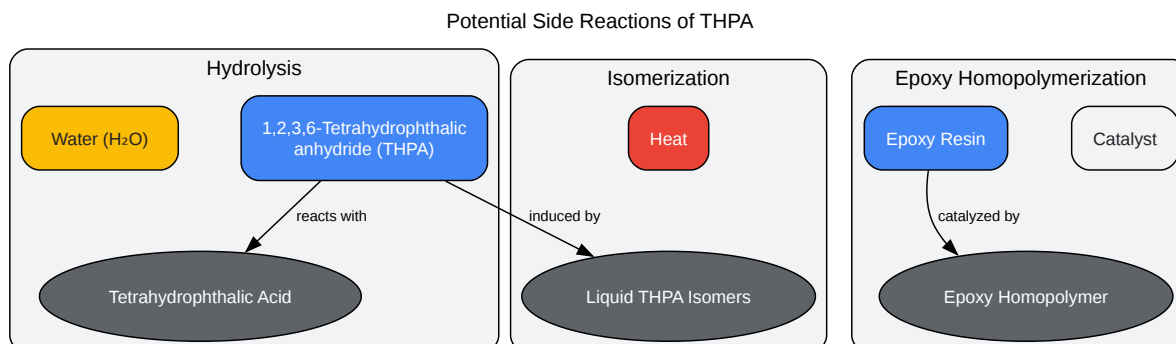 Potential Side Reactions of THPA
Hydrolysis
Isomerization
Epoxy Homopolymerization
Water (H₂O)
1,2,3,6-Tetrahydrophthalic
anhydride (THPA)
Heat
Epoxy Resin
Catalyst
reacts with
induced by
catalyzed by
Tetrahydrophthalic Acid
Liquid THPA Isomers
Epoxy Homopolymer